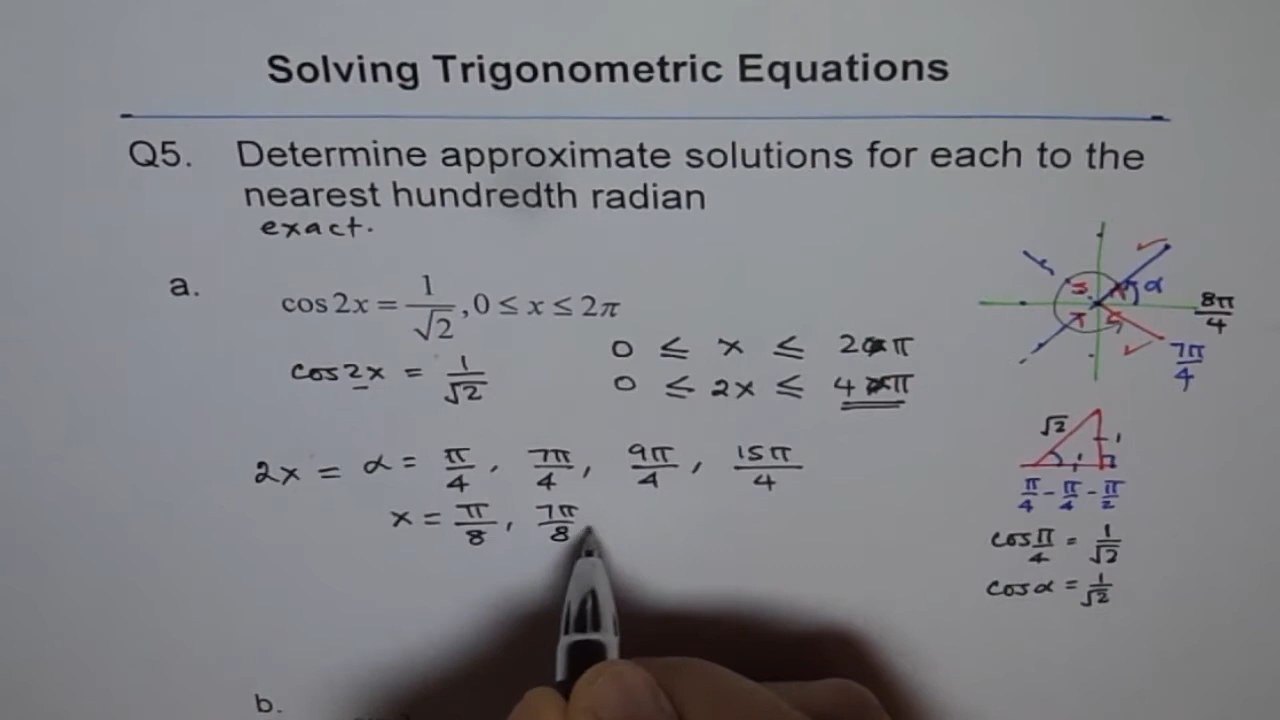 Solving Trigonometric Equations
Q5. Determine approximate solutions for each to the
nearest hundredth radian
exact.
a.
cos 2x = 1/√2, 0 ≤ x ≤ 2π
cos 2x = 1/√2
0 ≤ x ≤ 2π
0 ≤ 2x ≤ 4π
2x = α = π/4, 7π/4, 9π/4, 15π/4
x = π/8, 7π/8
S A α
T C
8π/4
7π/4
√2 1
1
π/4 - π/4 - π/2
cos π/4 = 1/√2
cos α = 1/√2
b.